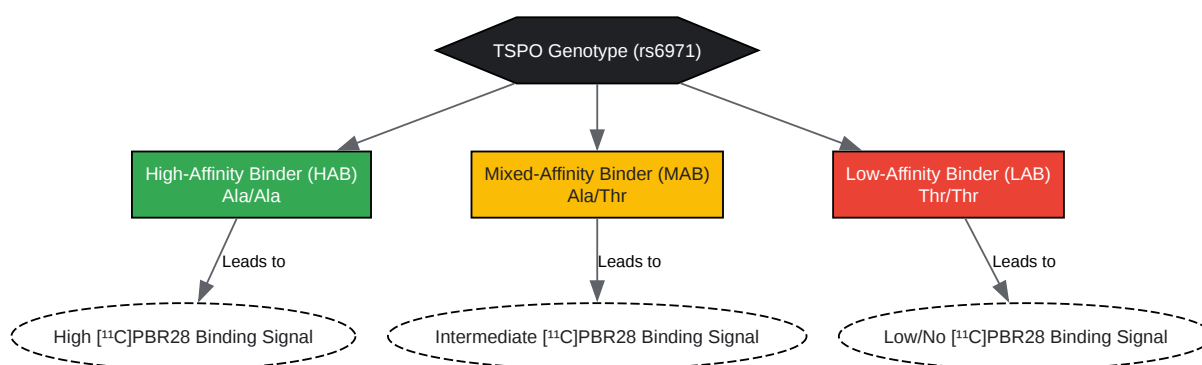 TSPO Genotype (rs6971)
High-Affinity Binder (HAB)
Ala/Ala
Mixed-Affinity Binder (MAB)
Ala/Thr
Low-Affinity Binder (LAB)
Thr/Thr
Leads to
Leads to
Leads to
High [¹¹C]PBR28 Binding Signal
Intermediate [¹¹C]PBR28 Binding Signal
Low/No [¹¹C]PBR28 Binding Signal